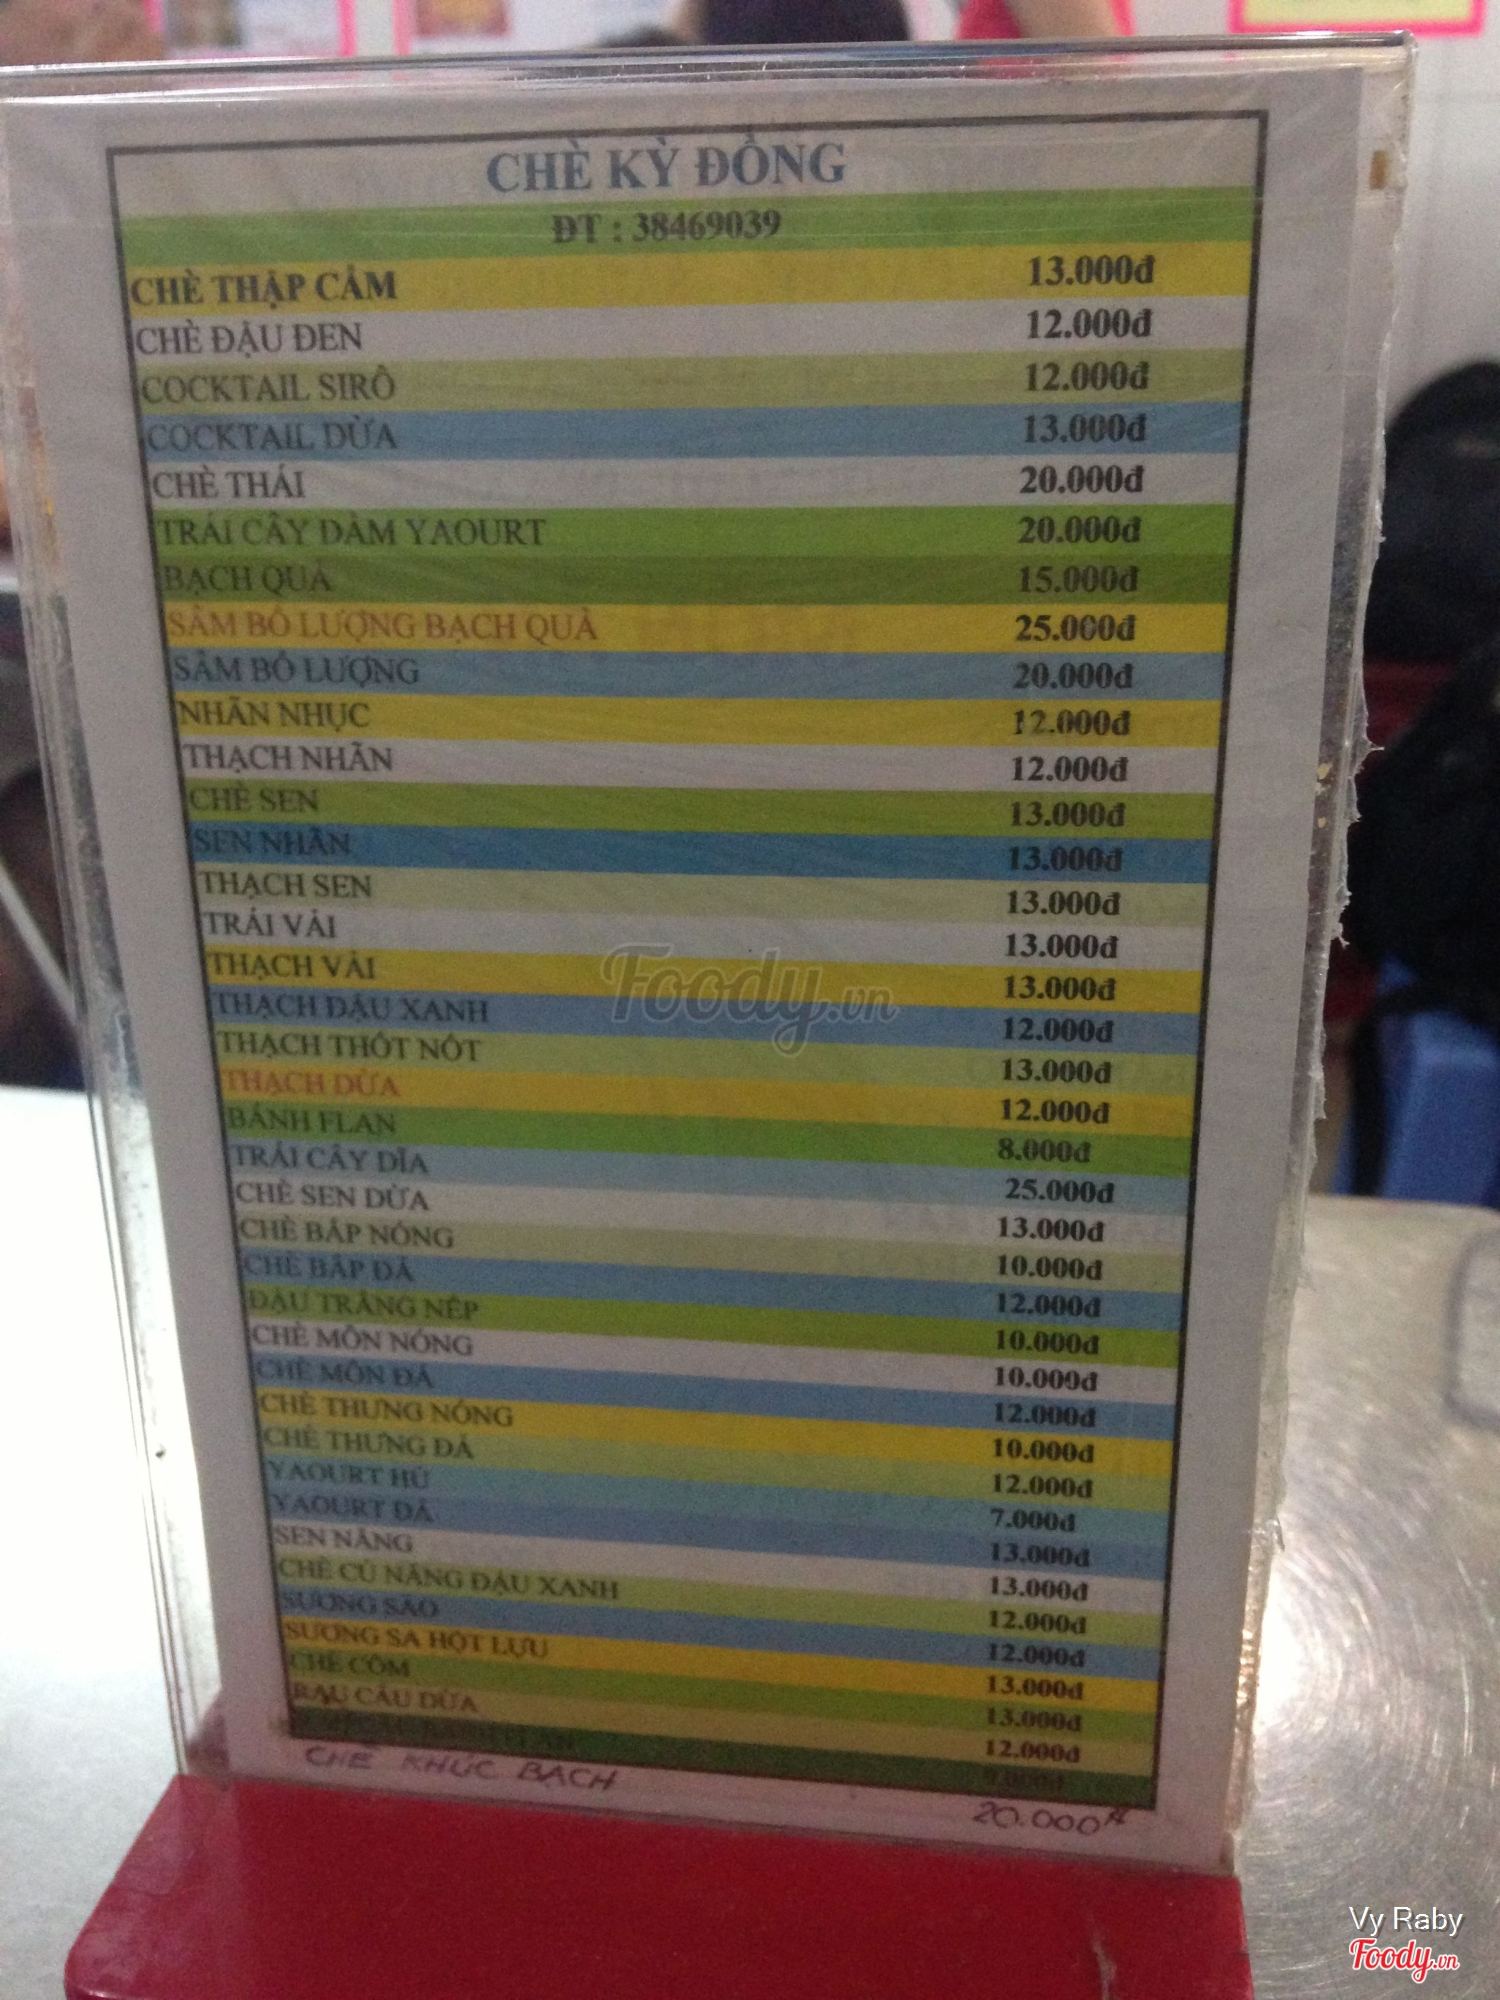 CHÈ KỲ ĐỒNG
ĐT : 38469039
CHÈ THẬP CẨM 13.000đ
CHÈ ĐẬU ĐEN 12.000đ
COCKTAIL SIRÔ 12.000đ
COCKTAIL DỪA 13.000đ
CHÈ THÁI 20.000đ
TRÁI CÂY DẦM YAOURT 20.000đ
BẠCH QUẢ 15.000đ
SÂM BỔ LƯỢNG BẠCH QUẢ 25.000đ
SÂM BỔ LƯỢNG 20.000đ
NHÃN NHỤC 12.000đ
THẠCH NHÃN 12.000đ
CHÈ SEN 13.000đ
SEN NHÃN 13.000đ
THẠCH SEN 13.000đ
TRÁI VẢI 13.000đ
THẠCH VẢI 13.000đ
THẠCH ĐẬU XANH 12.000đ
THẠCH THỐT NỐT 13.000đ
THẠCH DỪA 12.000đ
BÁNH FLAN 8.000đ
TRÁI CÂY DĨA 25.000đ
CHÈ SEN DỪA 13.000đ
CHÈ BẮP NÓNG 10.000đ
CHÈ BẮP ĐÁ 12.000đ
ĐẬU TRẮNG NẾP 10.000đ
CHÈ MÔN NÓNG 10.000đ
CHÈ MÔN ĐÁ 12.000đ
CHÈ THƯNG NÓNG 10.000đ
CHÈ THƯNG ĐÁ 12.000đ
YAOURT HỦ 7.000đ
YAOURT ĐÁ 13.000đ
SEN NĂNG 13.000đ
CHÈ CỦ NĂNG ĐẬU XANH 12.000đ
SƯƠNG SÁO 12.000đ
SƯƠNG SA HỘT LỰU 13.000đ
CHÈ CỐM 13.000đ
RAU CÂU DỪA 12.000đ
FLAN
CHÈ KHÚC BẠCH 20.000đ
Foody.vn
Vy Raby
Foody.vn